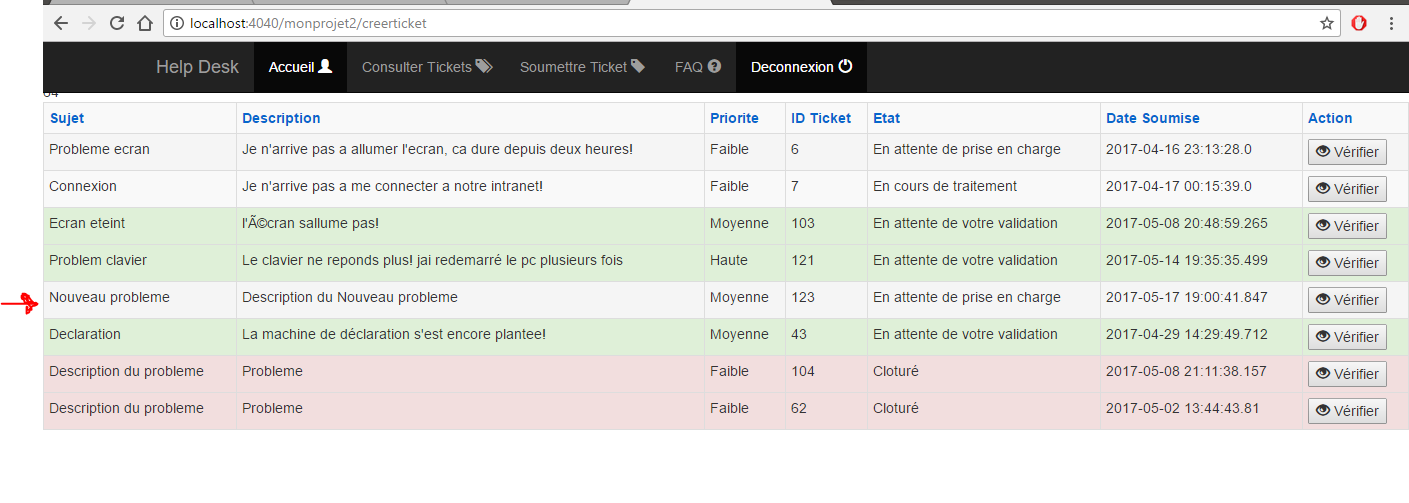 localhost:4040/monprojet2/creerticket
Help Desk Accueil Consulter Tickets Soumettre Ticket FAQ Deconnexion
Sujet Description Priorite ID Ticket Etat Date Soumise Action
Probleme ecran Je n'arrive pas a allumer l'ecran, ca dure depuis deux heures! Faible 6 En attente de prise en charge 2017-04-16 23:13:28.0 Vérifier
Connexion Je n'arrive pas a me connecter a notre intranet! Faible 7 En cours de traitement 2017-04-17 00:15:39.0 Vérifier
Ecran eteint l'Ã©cran sallume pas! Moyenne 103 En attente de votre validation 2017-05-08 20:48:59.265 Vérifier
Problem clavier Le clavier ne reponds plus! jai redemarré le pc plusieurs fois Haute 121 En attente de votre validation 2017-05-14 19:35:35.499 Vérifier
Nouveau probleme Description du Nouveau probleme Moyenne 123 En attente de prise en charge 2017-05-17 19:00:41.847 Vérifier
Declaration La machine de déclaration s'est encore plantee! Moyenne 43 En attente de votre validation 2017-04-29 14:29:49.712 Vérifier
Description du probleme Probleme Faible 104 Cloturé 2017-05-08 21:11:38.157 Vérifier
Description du probleme Probleme Faible 62 Cloturé 2017-05-02 13:44:43.81 Vérifier